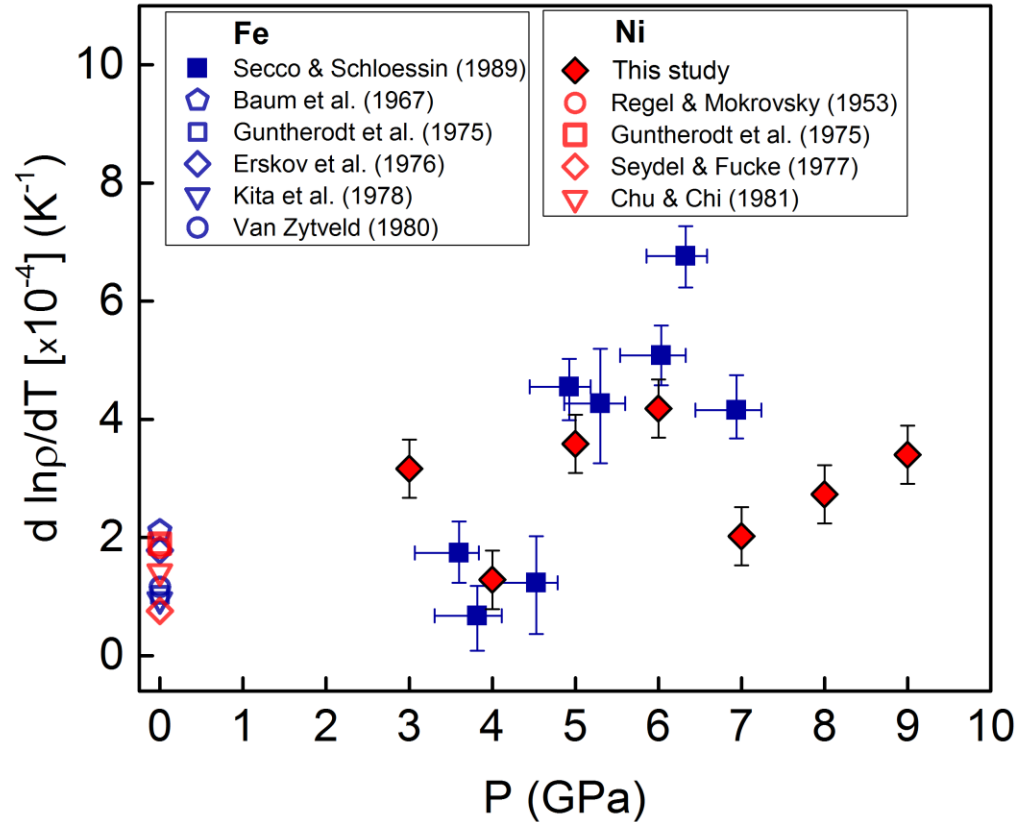 Fe
Secco & Schloessin (1989)
Baum et al. (1967)
Guntherodt et al. (1975)
Erskov et al. (1976)
Kita et al. (1978)
Van Zytveld (1980)
Ni
This study
Regel & Mokrovsky (1953)
Guntherodt et al. (1975)
Seydel & Fucke (1977)
Chu & Chi (1981)
d lnρ/dT [x10⁻⁴] (K⁻¹)
10
8
6
4
2
0
0 1 2 3 4 5 6 7 8 9 10
P (GPa)